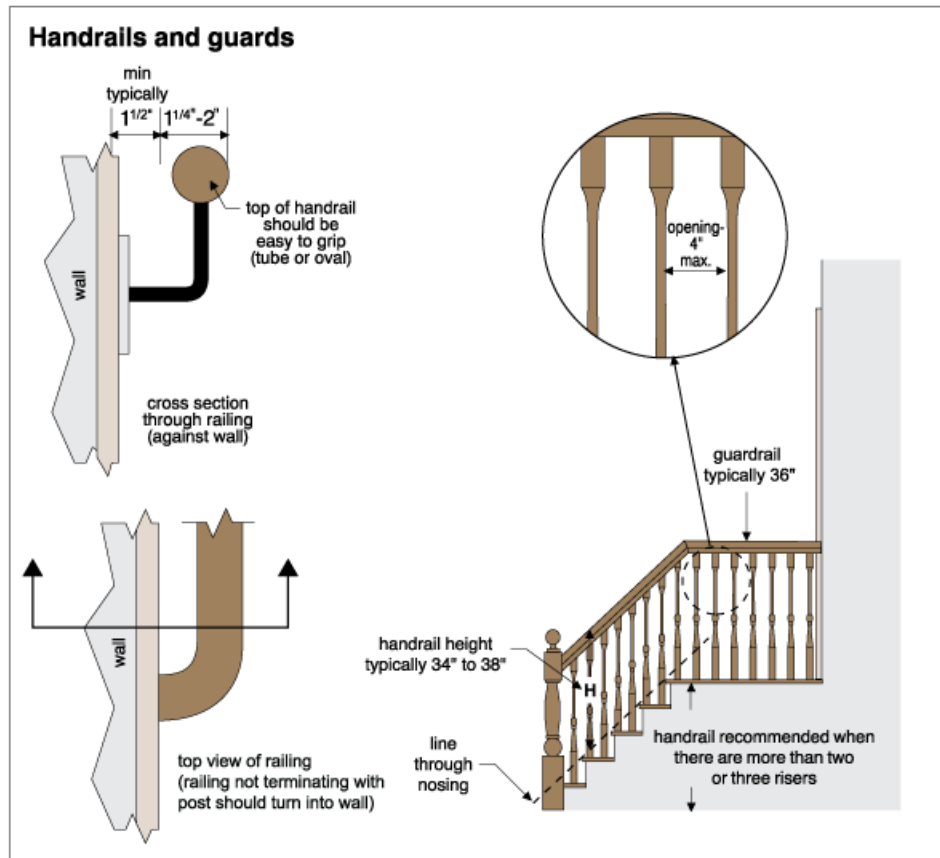 Handrails and guards
min
typically
1 1/2"
1 1/4"-2"
top of handrail
should be
easy to grip
(tube or oval)
wall
cross section
through railing
(against wall)
opening-
4"
max.
guardrail
typically 36"
wall
handrail height
typically 34" to 38"
H
line
through
nosing
handrail recommended when
there are more than two
or three risers
top view of railing
(railing not terminating with
post should turn into wall)